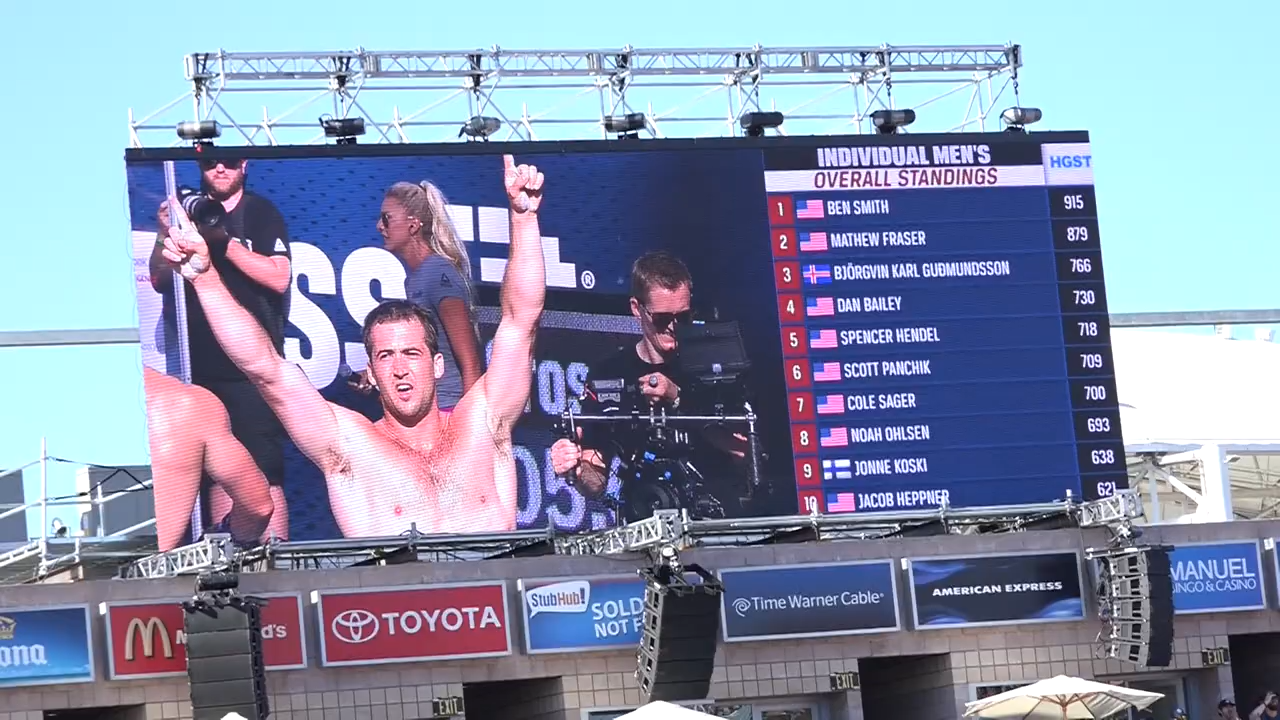 INDIVIDUAL MEN'S
HGST
OVERALL STANDINGS
1 BEN SMITH 915
2 MATHEW FRASER 879
3 BJÖRGVIN KARL GUÐMUNDSSON 766
4 DAN BAILEY 730
5 SPENCER HENDEL 718
6 SCOTT PANCHIK 709
7 COLE SAGER 700
8 NOAH OHLSEN 693
9 JONNE KOSKI 638
10 JACOB HEPPNER 621
SS
®
TOYOTA
StubHub!
SOLD
NOT
Time Warner Cable®
AMERICAN EXPRESS
EXIT
EXIT
EXIT